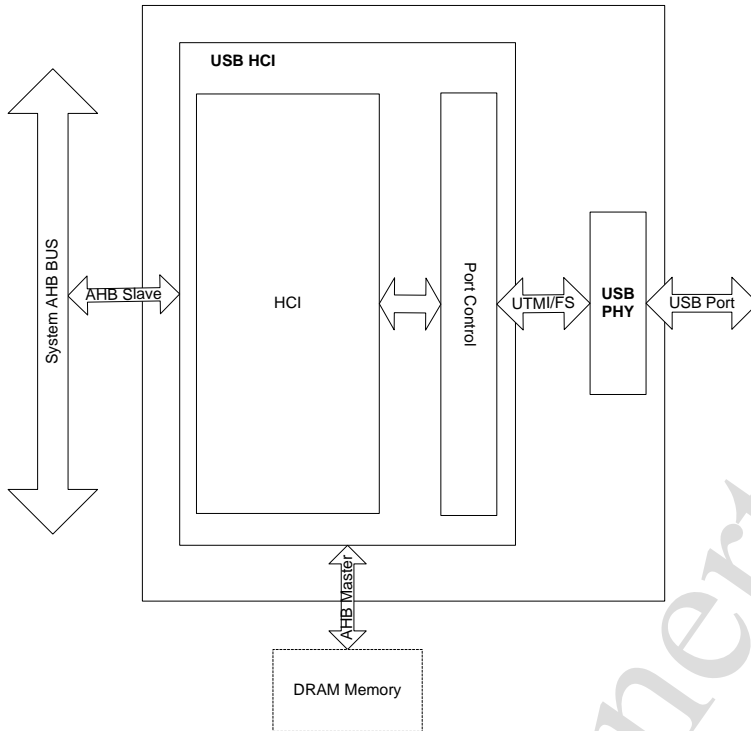 USB HCI
System AHB BUS
AHB Slave
HCI
Port Control
UTMI/FS
USB
PHY
USB Port
AHB Master
DRAM Memory